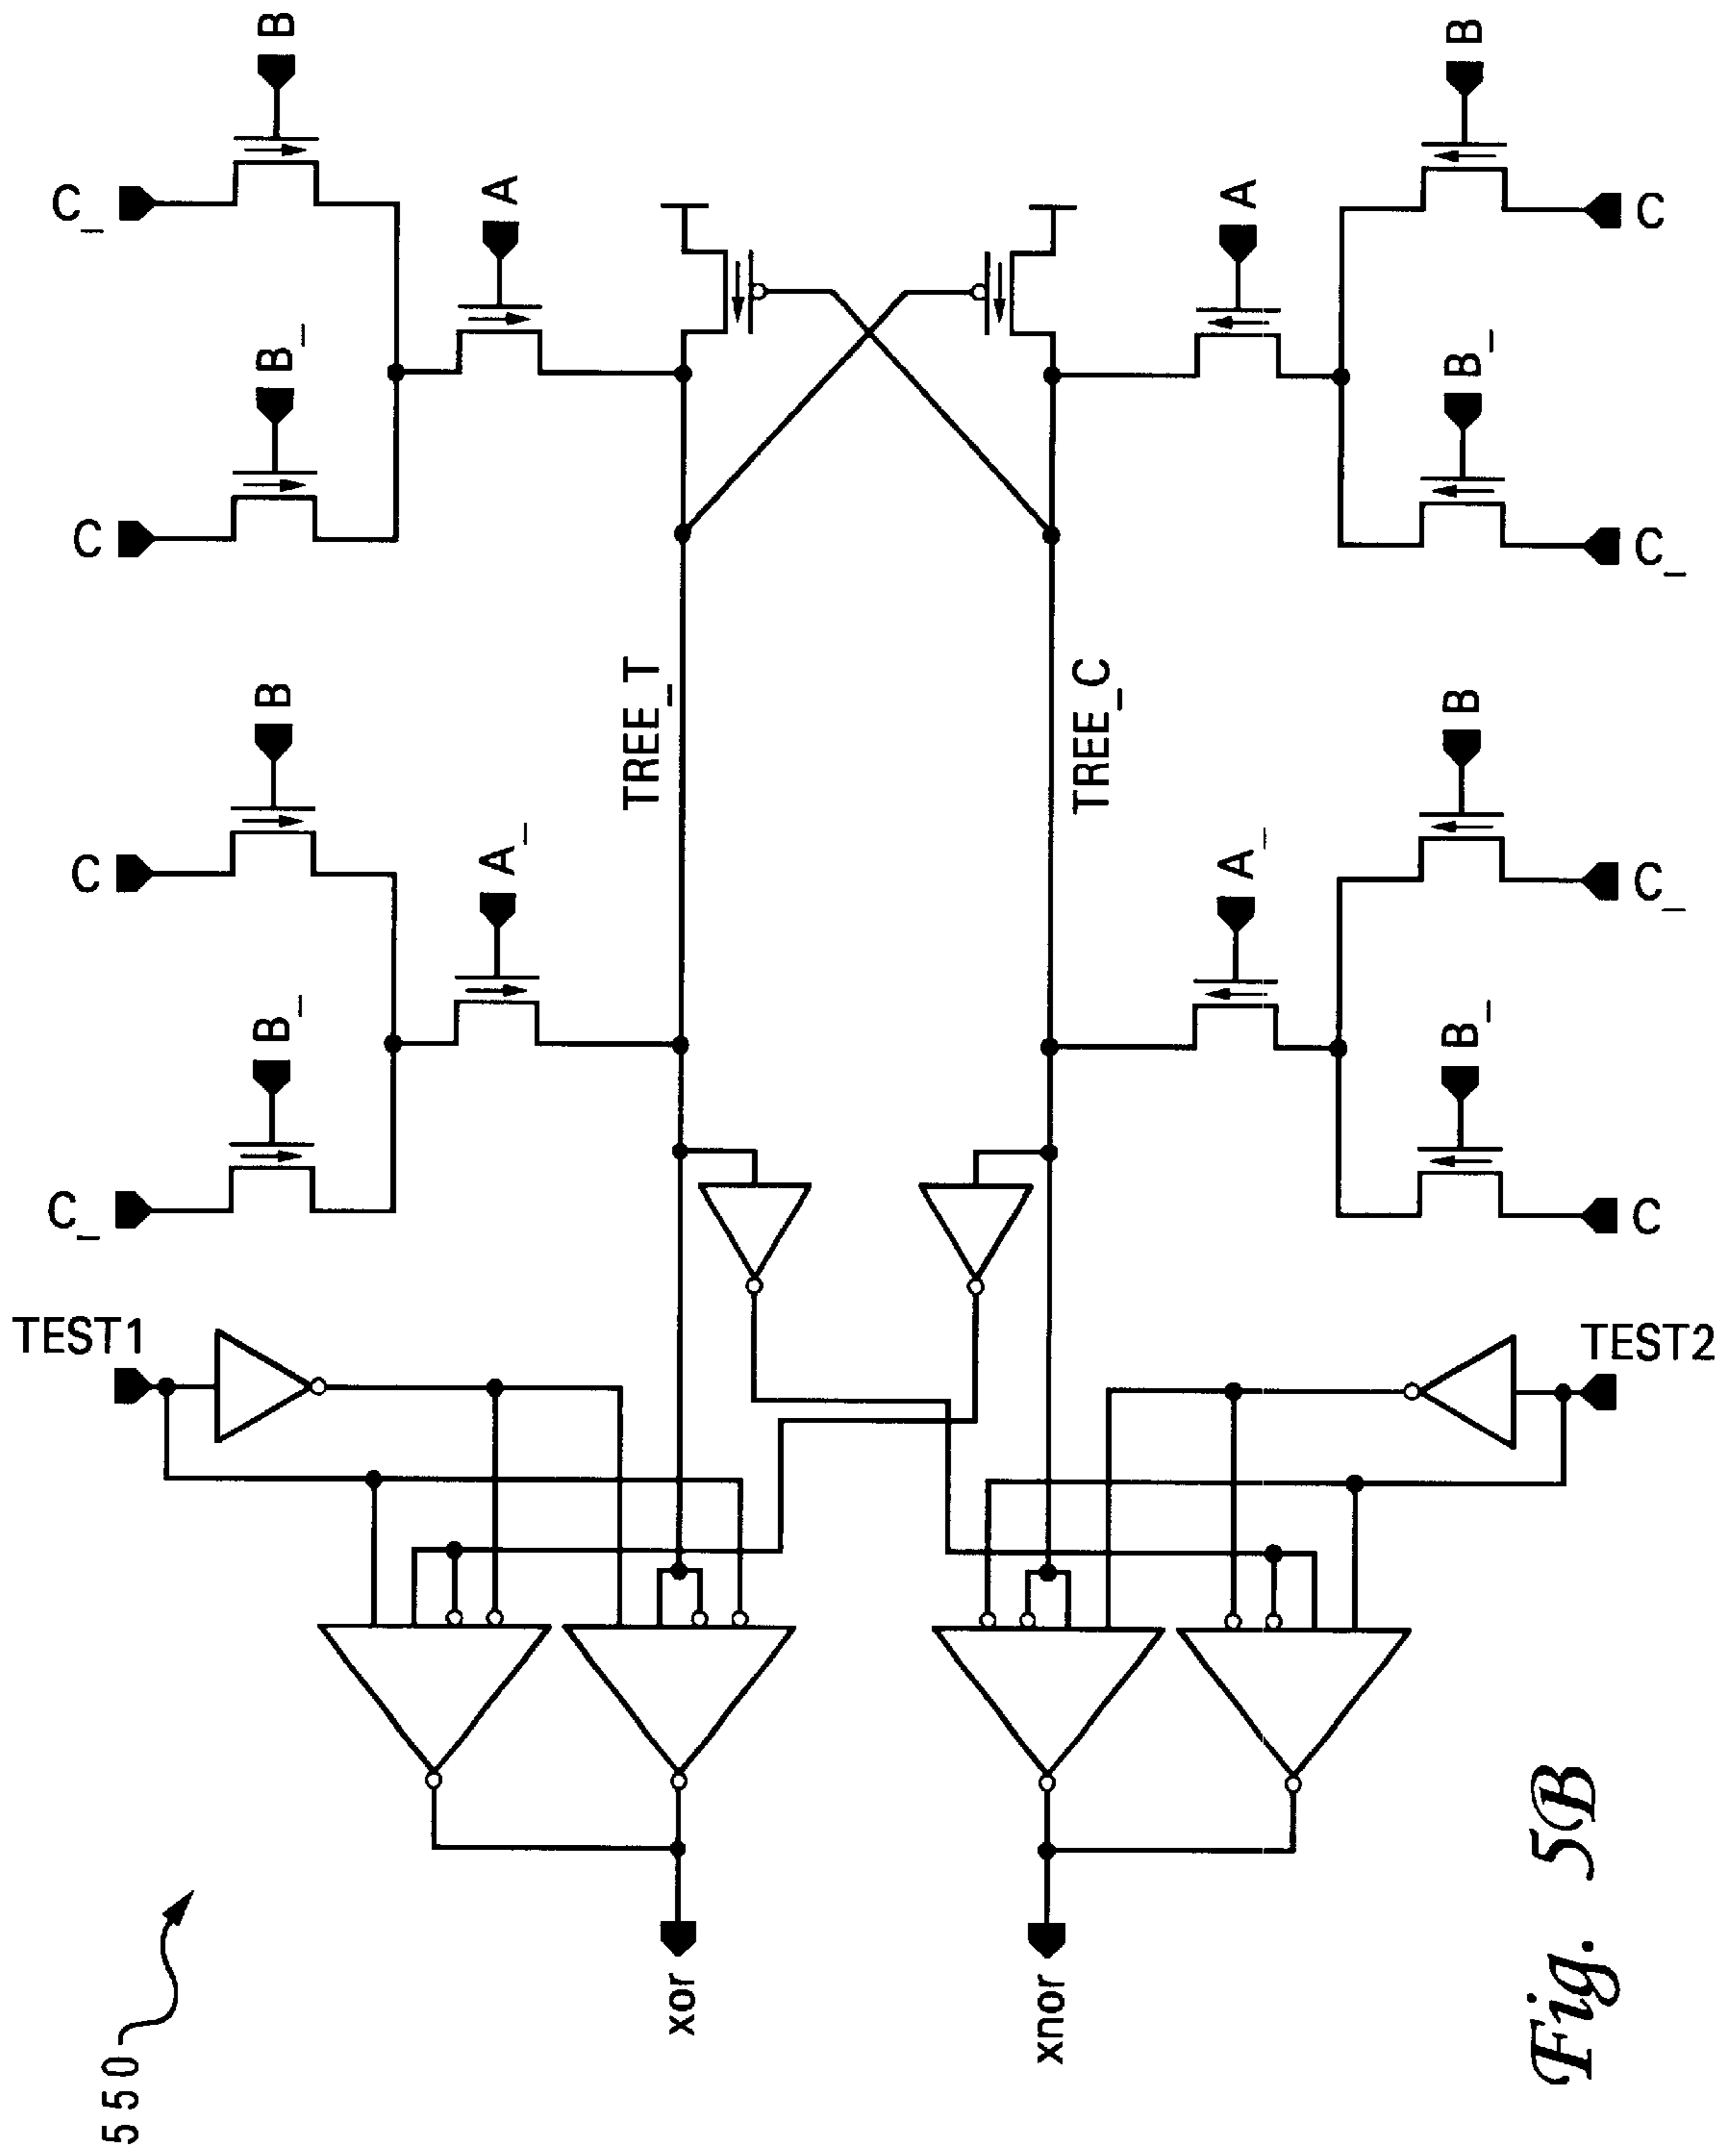 550
TEST1
C_
B_
C
B
A_
C
B_
C_
B
A
TREE_T
TREE_C
xor
xnor
TEST2
A_
B_
C
B
C_
A
B_
C_
B
C
Fig. 5B